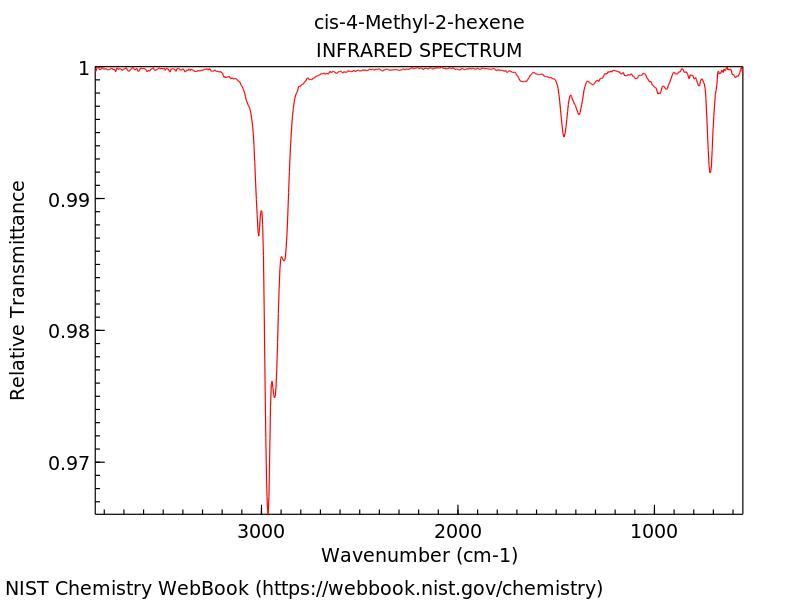 cis-4-Methyl-2-hexene
INFRARED SPECTRUM
1
0.99
0.98
0.97
Relative Transmittance
3000 2000 1000
Wavenumber (cm-1)
NIST Chemistry WebBook (https://webbook.nist.gov/chemistry)